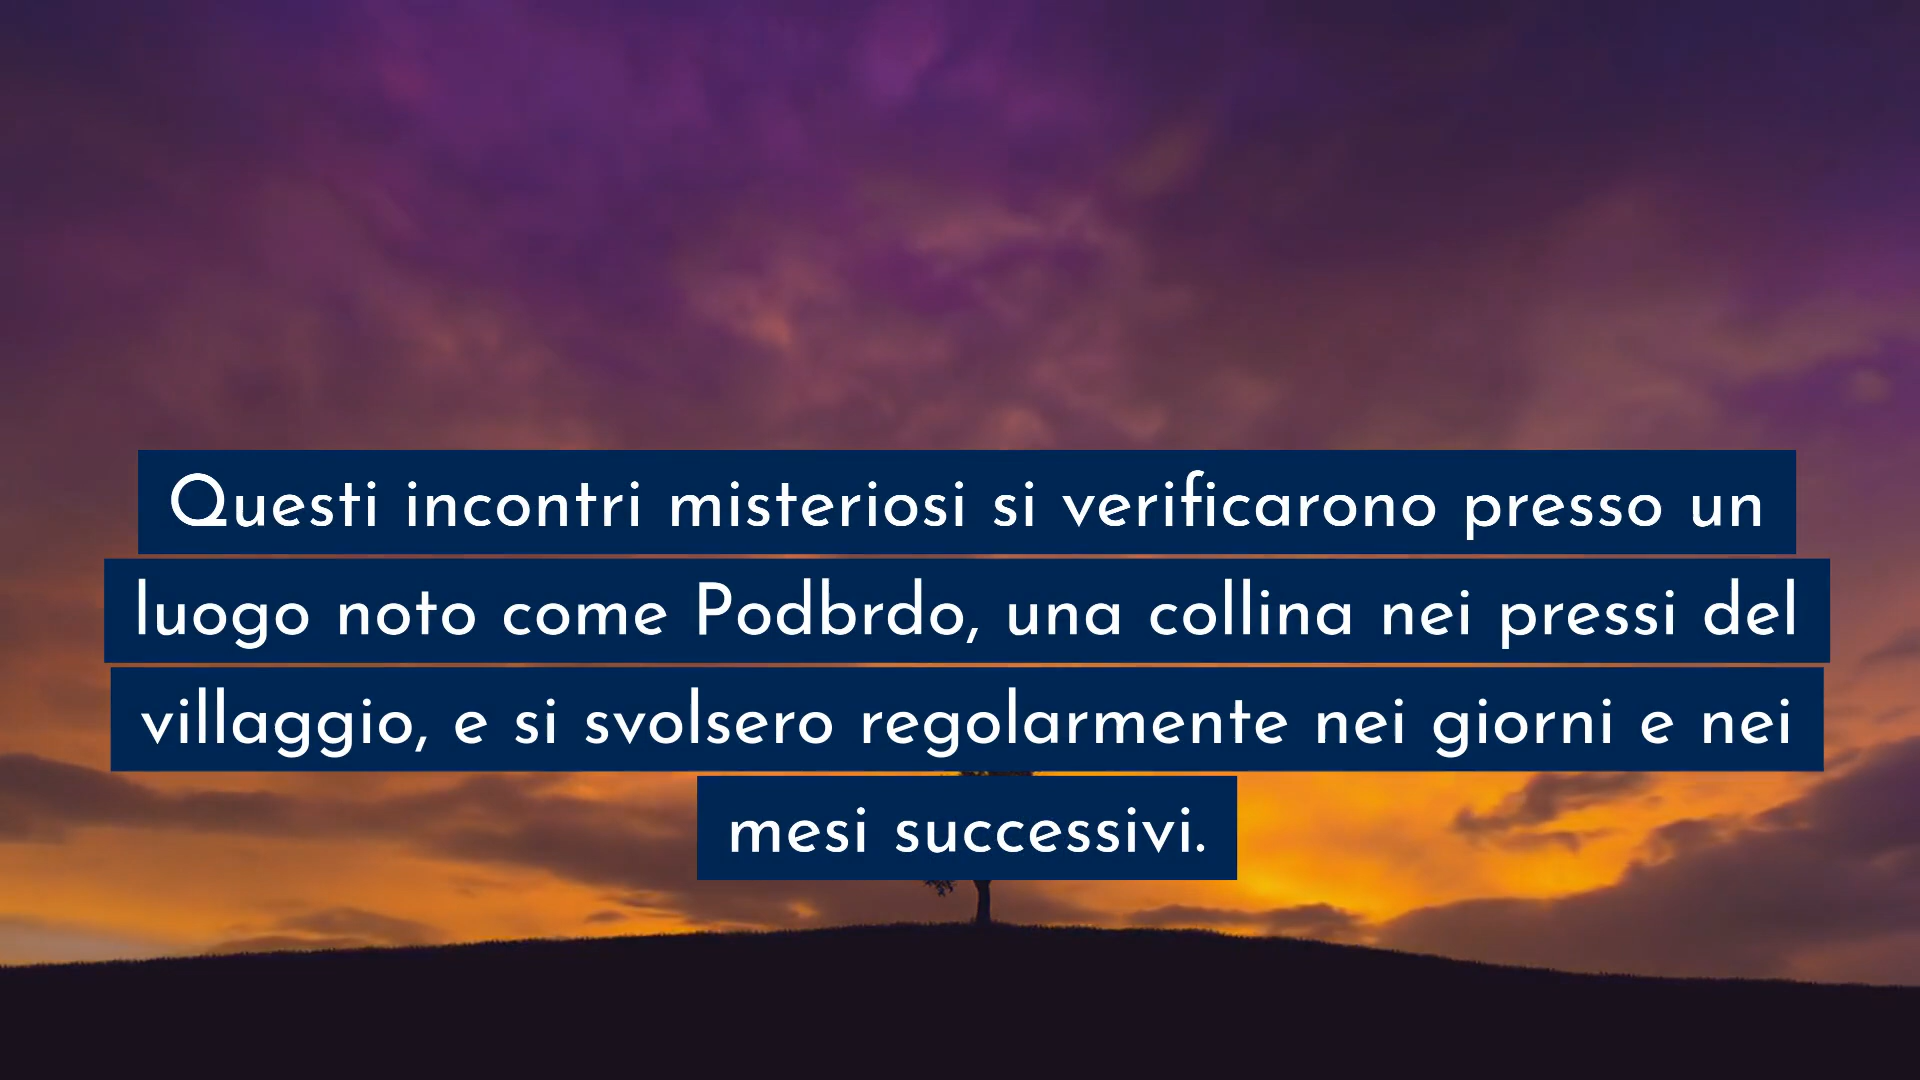 Questi incontri misteriosi si verificarono presso un
luogo noto come Podbrdo, una collina nei pressi del
villaggio, e si svolsero regolarmente nei giorni e nei
mesi successivi.